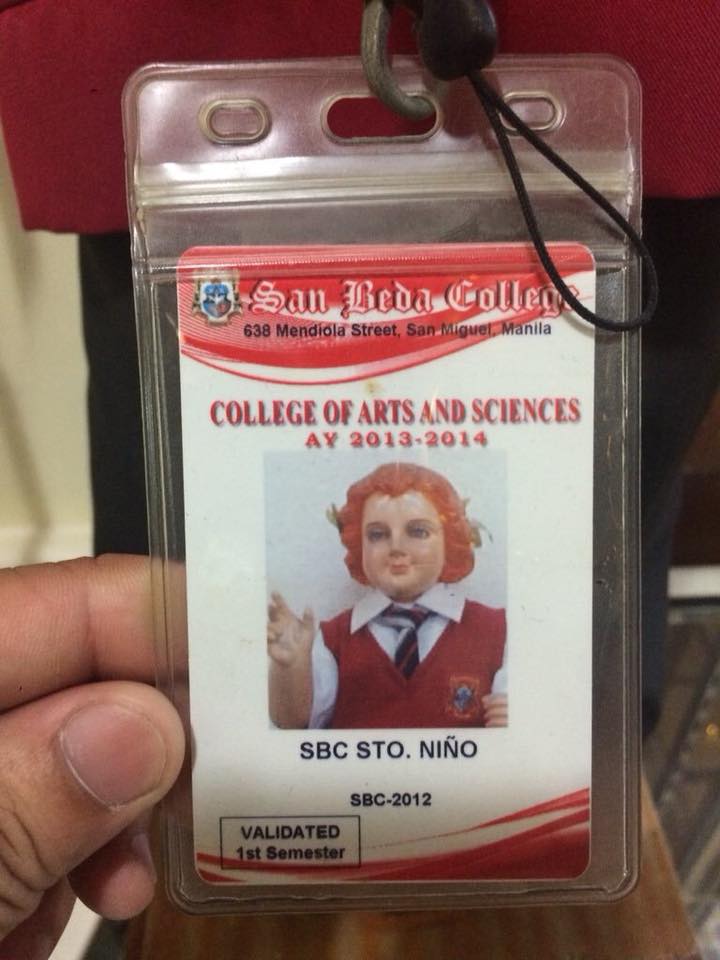 San Beda College
638 Mendiola Street, San Miguel, Manila
COLLEGE OF ARTS AND SCIENCES
AY 2013-2014
SBC STO. NIÑO
SBC-2012
VALIDATED
1st Semester